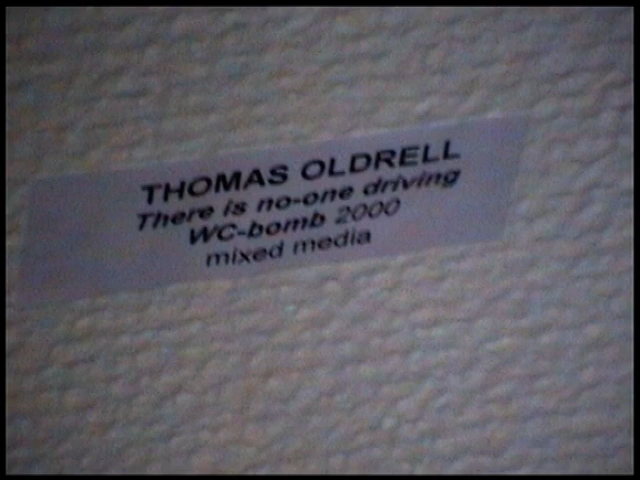 THOMAS OLDRELL
There is no-one driving
WC-bomb 2000
mixed media